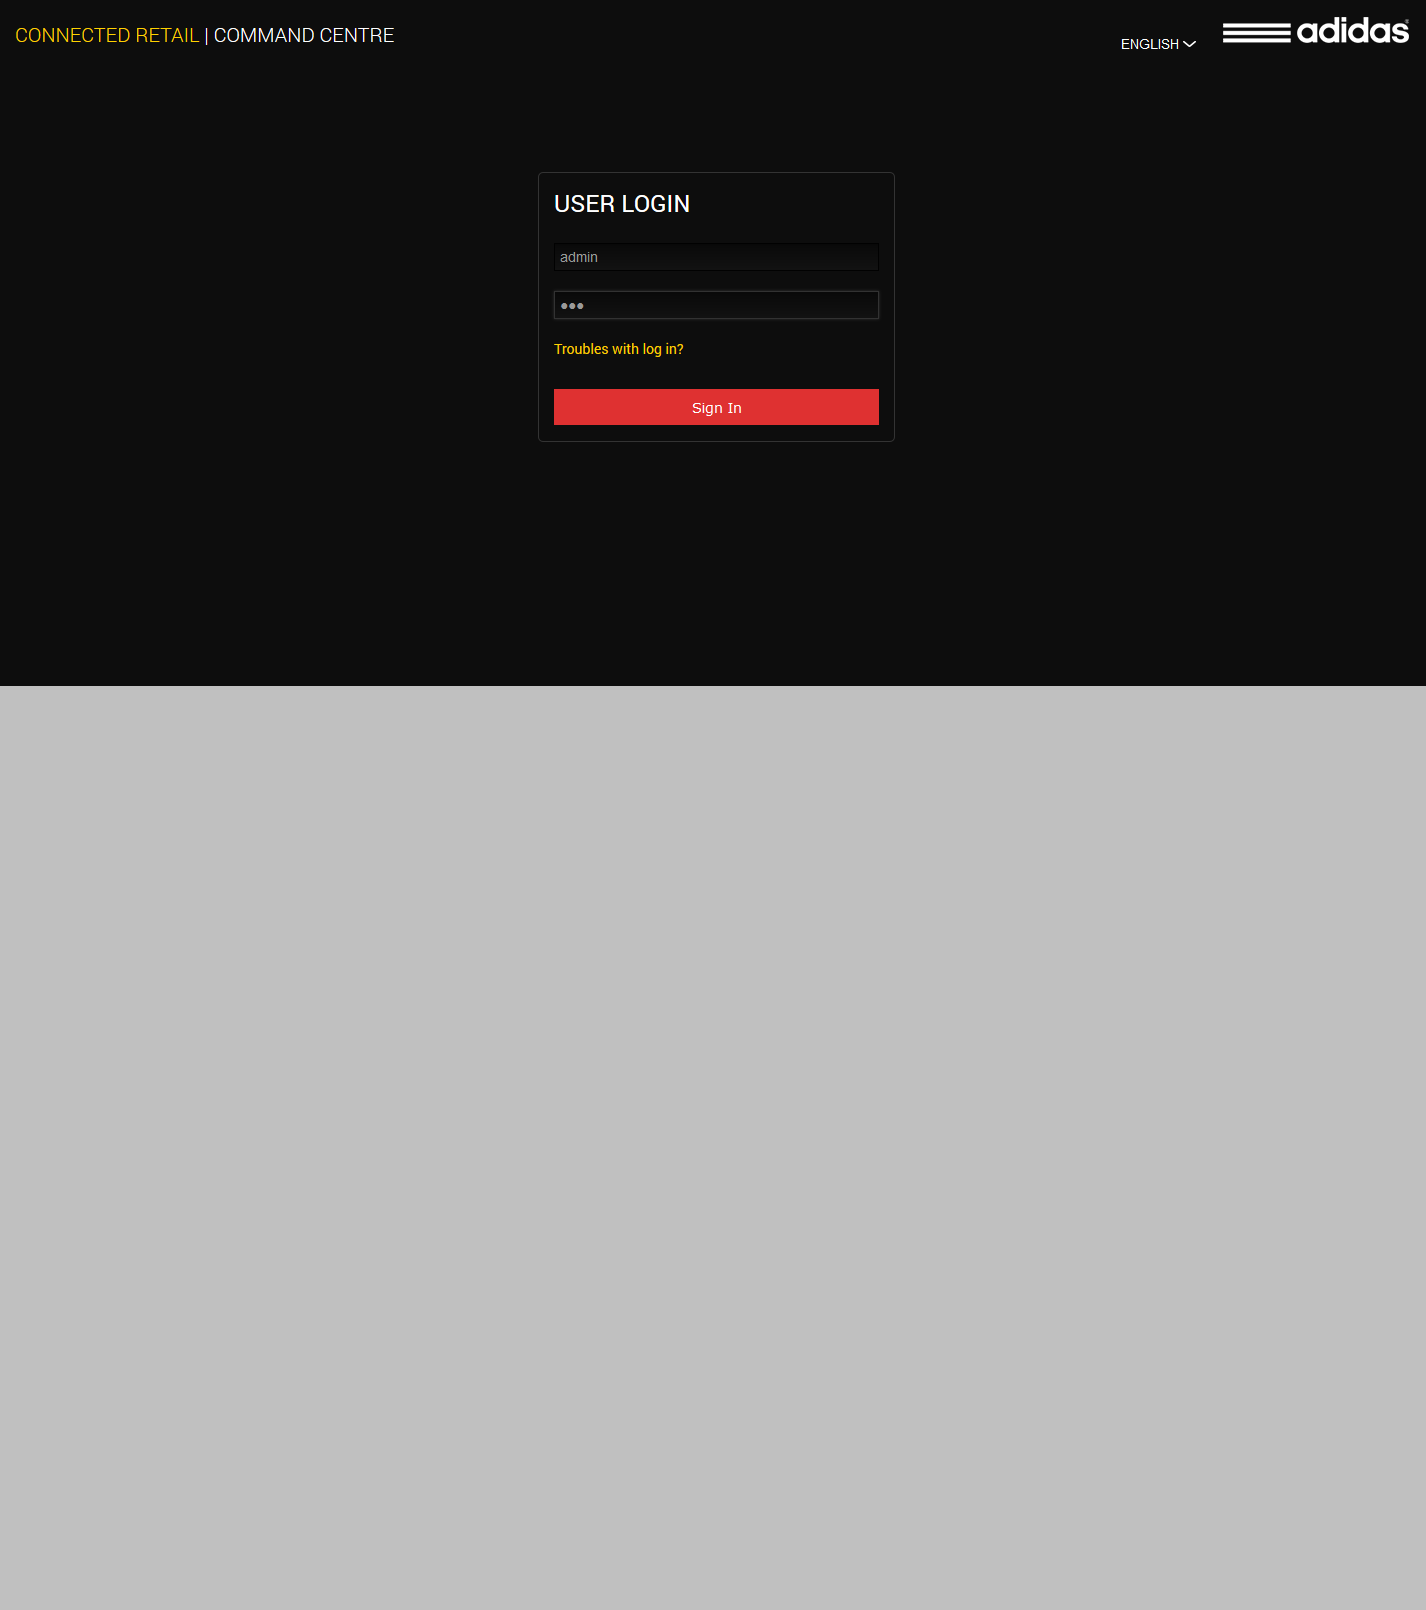 CONNECTED RETAIL | COMMAND CENTRE
ENGLISH
adidas
USER LOGIN
admin
●●●
Troubles with log in?
Sign In